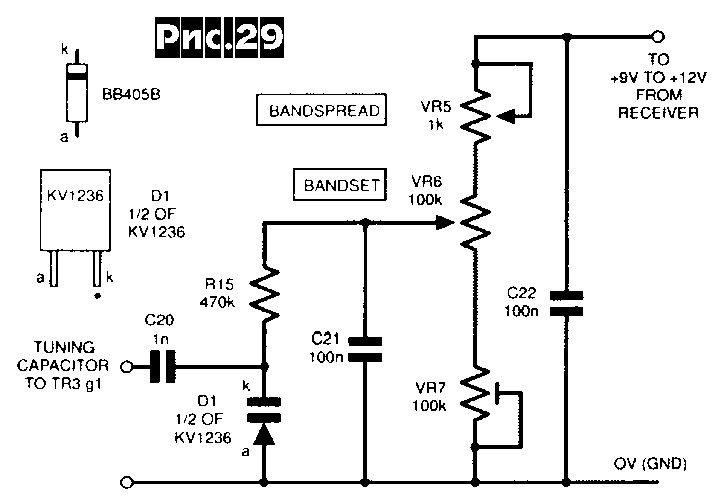 Рис.29
k
BB405B
a
BANDSPREAD
BANDSET
KV1236
D1
1/2 OF
KV1236
a
k
VR5
1k
VR6
100k
TO
+9V TO +12V
FROM
RECEIVER
R15
470k
C20
1n
C21
100n
C22
100n
TUNING
CAPACITOR
TO TR3 g1
k
D1
1/2 OF
KV1236
a
VR7
100k
OV (GND)